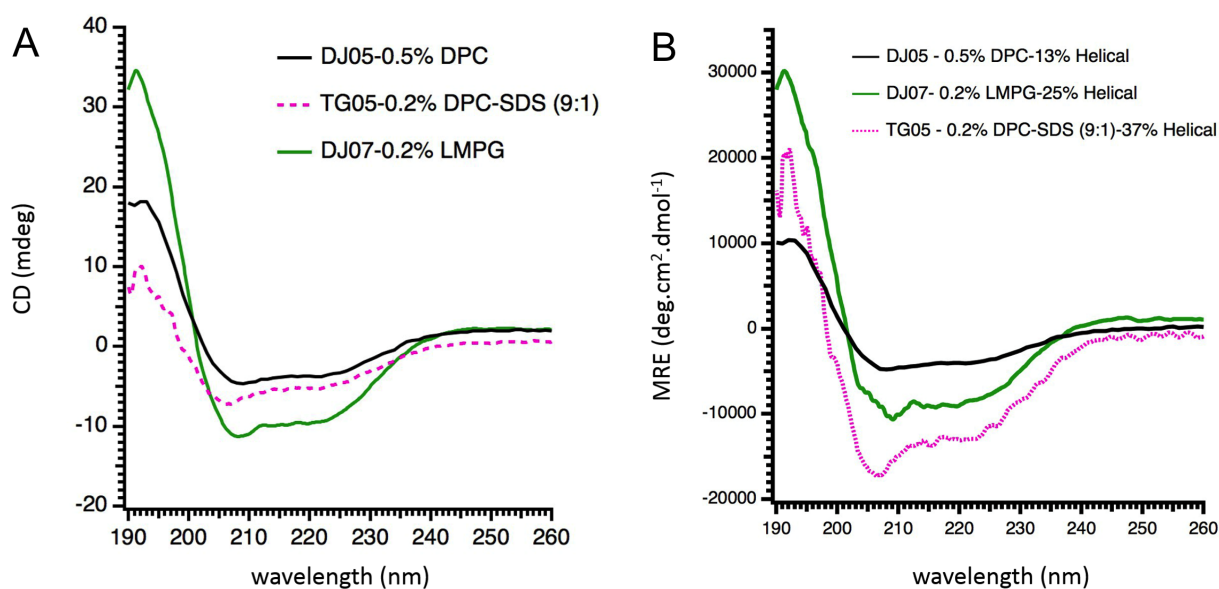 A
40
30
20
10
0
-10
-20
CD (mdeg)
DJ05-0.5% DPC
TG05-0.2% DPC-SDS (9:1)
DJ07-0.2% LMPG
190 200 210 220 230 240 250 260
wavelength (nm)
B
30000
20000
10000
0
-10000
-20000
MRE (deg.cm2.dmol-1)
DJ05 - 0.5% DPC-13% Helical
DJ07- 0.2% LMPG-25% Helical
TG05 - 0.2% DPC-SDS (9:1)-37% Helical
190 200 210 220 230 240 250 260
wavelength (nm)